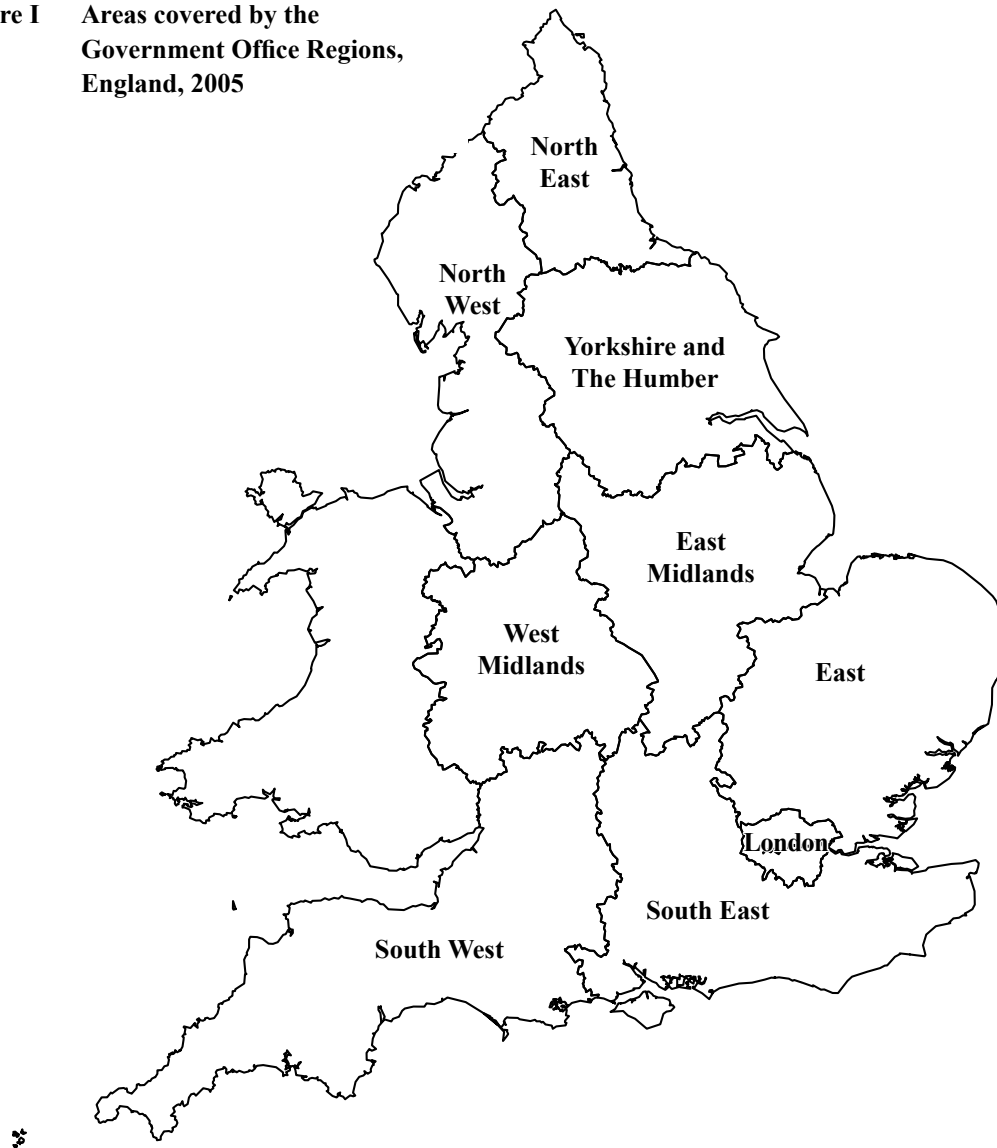 re I Areas covered by the
Government Office Regions,
England, 2005
North
East
North
West
Yorkshire and
The Humber
East
Midlands
West
Midlands
East
London
South East
South West